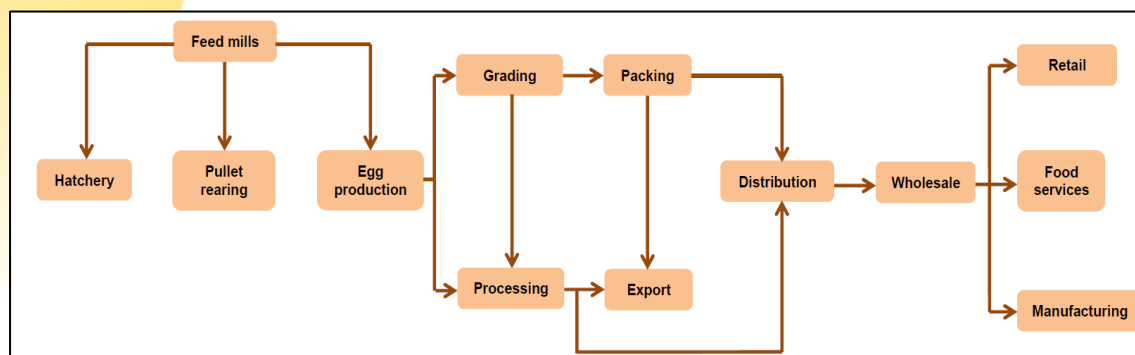 Feed mills
Grading
Packing
Retail
Hatchery
Pullet
rearing
Egg
production
Distribution
Wholesale
Food
services
Processing
Export
Manufacturing